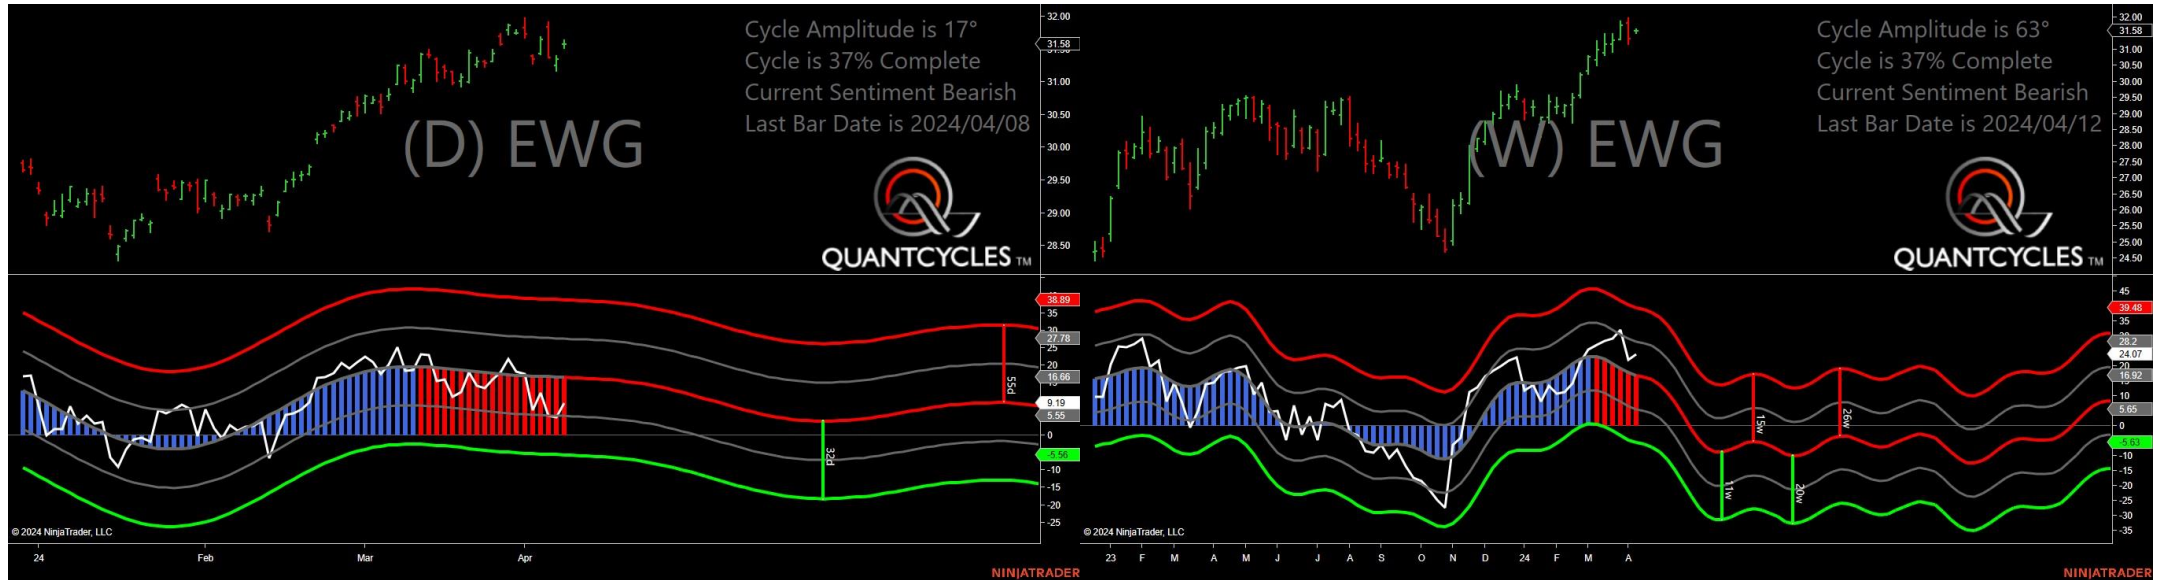 Cycle Amplitude is 17°
Cycle is 37% Complete
Current Sentiment Bearish
Last Bar Date is 2024/04/08
(D) EWG
QUANTCYCLES TM
32.00
31.58
31.00
30.50
30.00
29.50
29.00
28.50
38.89
35
30
27.78
25
20
16.66
15
9.19
5.55
0
-5.56
-10
-15
-20
-25
55d
32d
© 2024 NinjaTrader, LLC
24 Feb Mar Apr
NINJATRADER
Cycle Amplitude is 63°
Cycle is 37% Complete
Current Sentiment Bearish
Last Bar Date is 2024/04/12
(W) EWG
QUANTCYCLES TM
32.00
31.58
31.00
30.50
30.00
29.50
29.00
28.50
28.00
27.50
27.00
26.50
26.00
25.50
25.00
24.50
45
39.48
35
28.2
24.07
20
16.92
10
5.65
0
-5.63
-10
-15
-20
-25
-30
-35
15w
26w
11w
20w
© 2024 NinjaTrader, LLC
23 F M A M J J A S O N D 24 F M A
NINJATRADER